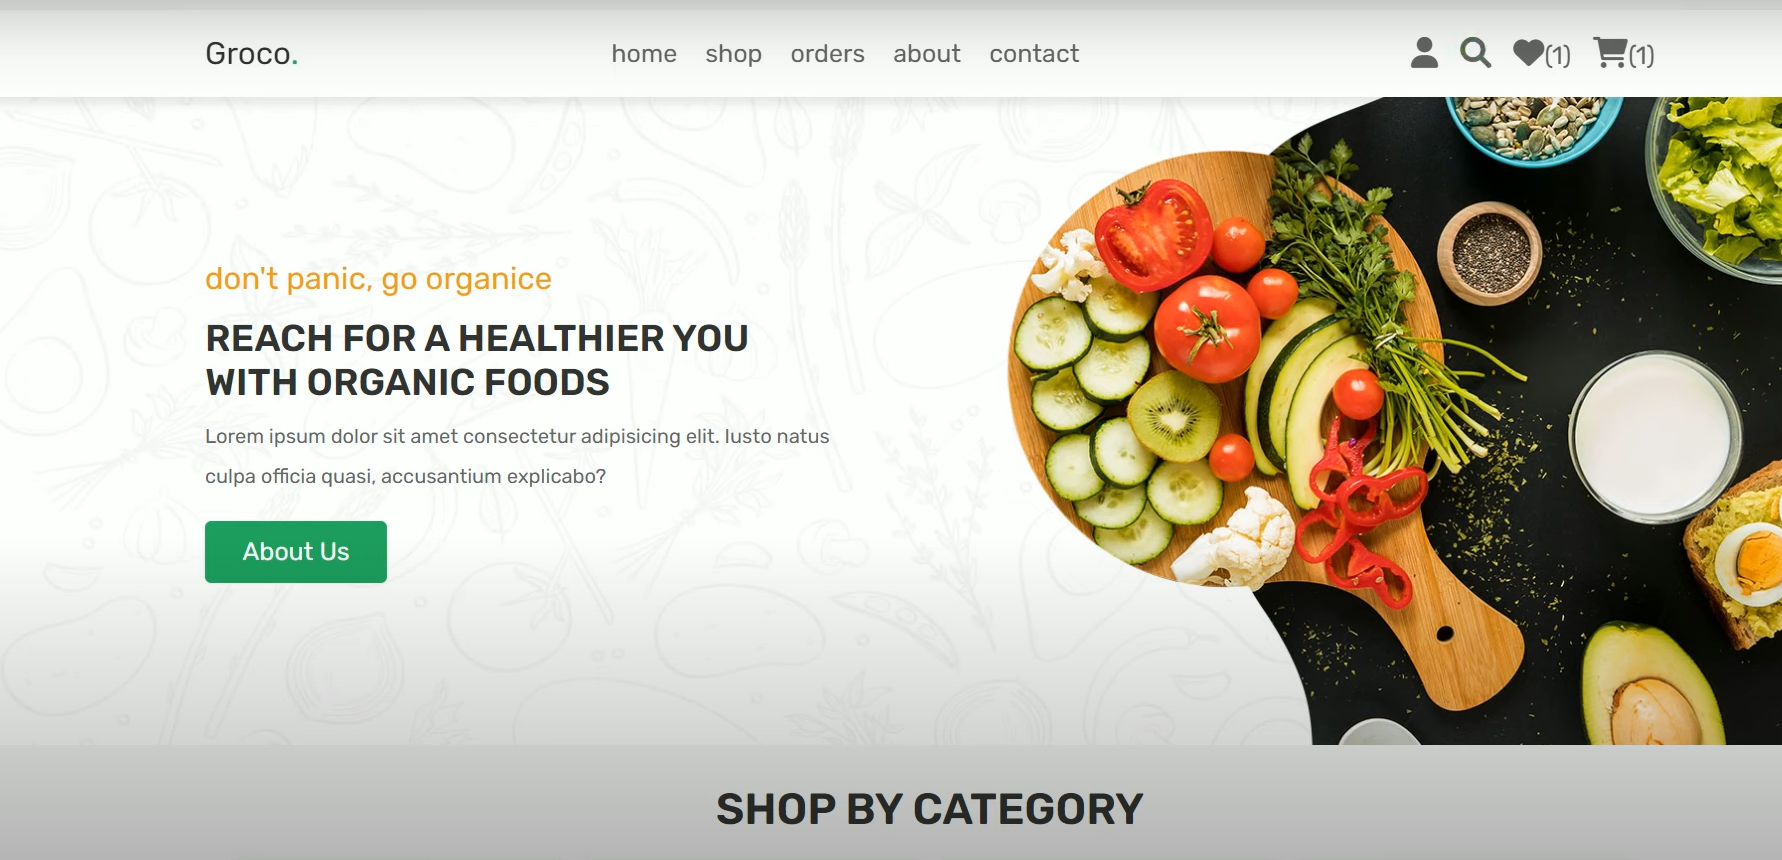 Groco.
home shop orders about contact
(1) (1)
don't panic, go organice
REACH FOR A HEALTHIER YOU
WITH ORGANIC FOODS
Lorem ipsum dolor sit amet consectetur adipisicing elit. Iusto natus
culpa officia quasi, accusantium explicabo?
About Us
SHOP BY CATEGORY